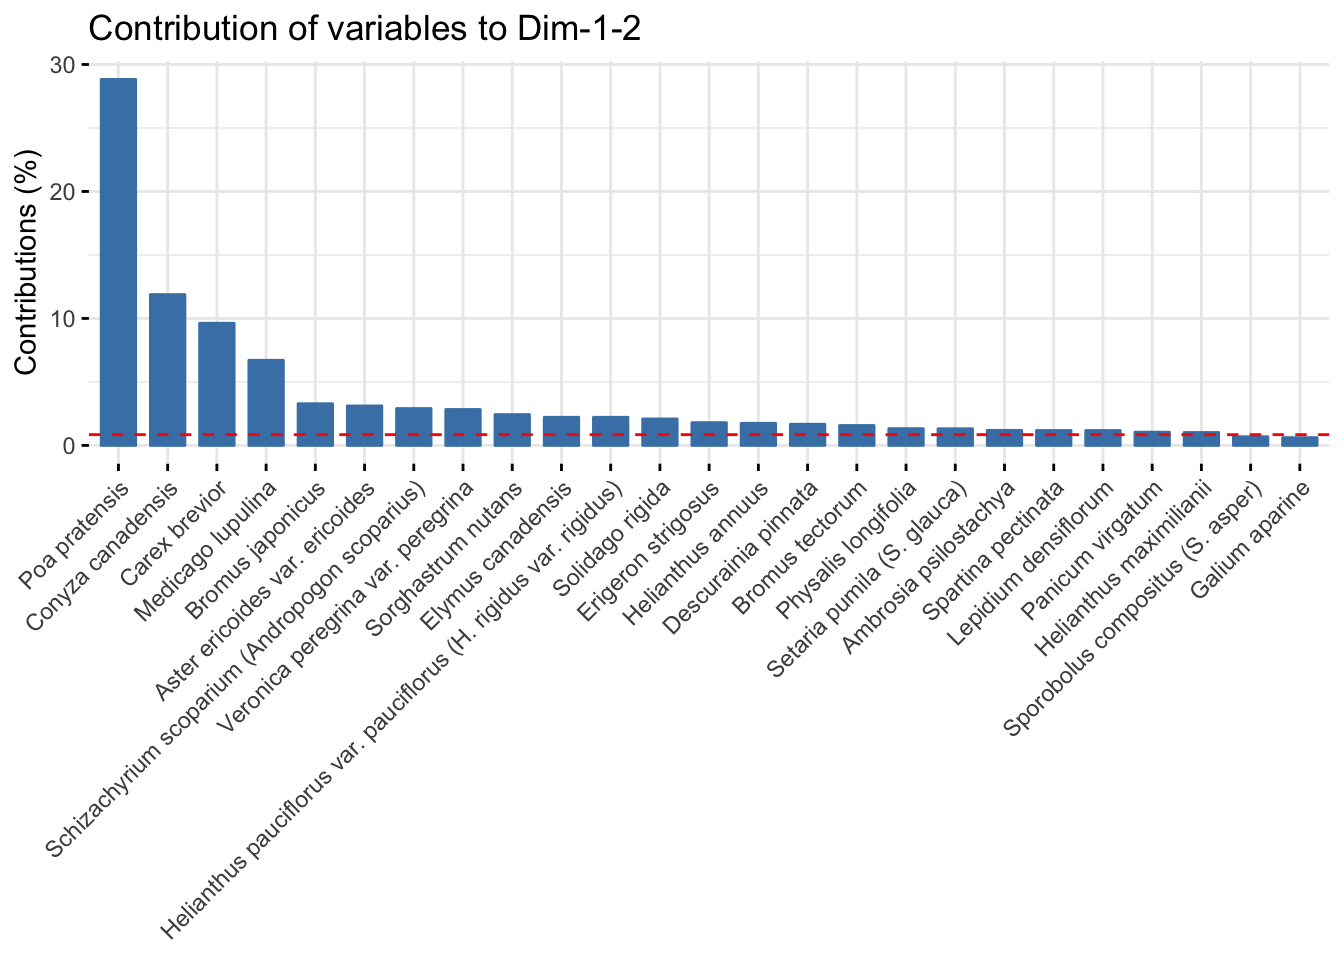 Contribution of variables to Dim-1-2
Contributions (%)
30
20
10
0
Poa pratensis
Conyza canadensis
Carex brevior
Medicago lupulina
Bromus japonicus
Aster ericoides var. ericoides
Schizachyrium scoparium (Andropogon scoparius)
Veronica peregrina var. peregrina
Sorghastrum nutans
Elymus canadensis
Helianthus pauciflorus var. pauciflorus (H. rigidus var. rigidus)
Solidago rigida
Erigeron strigosus
Helianthus annuus
Descurainia pinnata
Bromus tectorum
Physalis longifolia
Setaria pumila (S. glauca)
Ambrosia psilostachya
Spartina pectinata
Lepidium densiflorum
Panicum virgatum
Helianthus maximilianii
Sporobolus compositus (S. asper)
Galium aparine